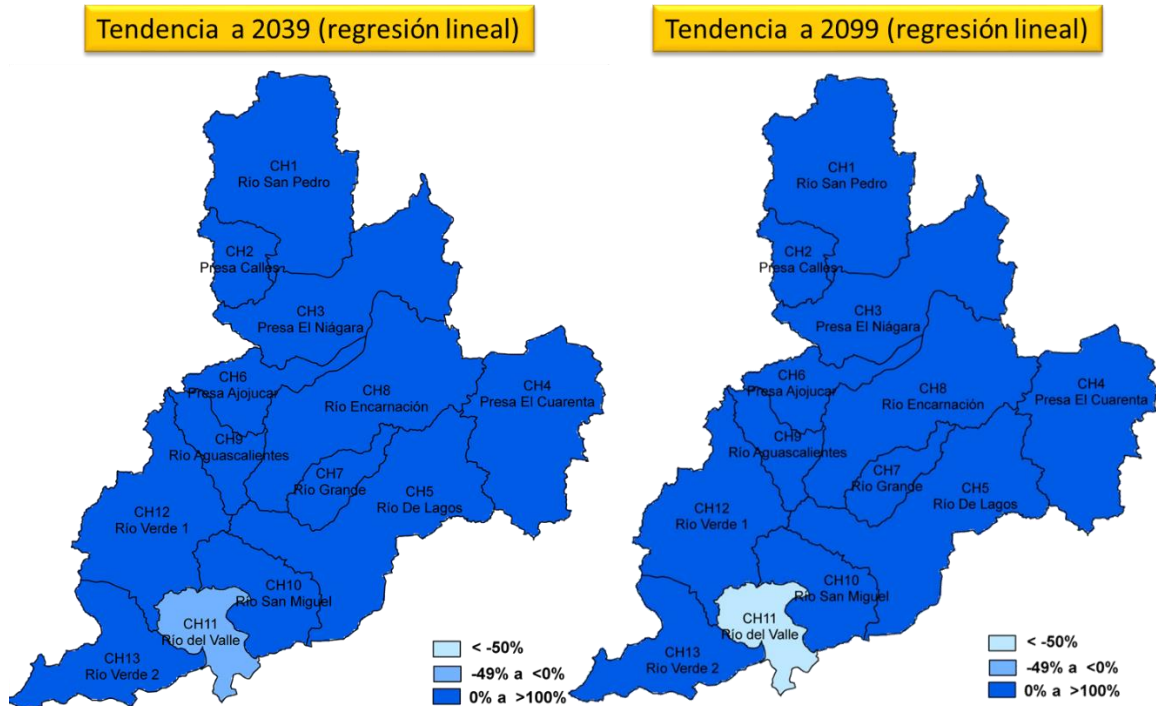 Tendencia a 2039 (regresión lineal)
CH1
Río San Pedro
CH2
Presa Calles
CH3
Presa El Niágara
CH6
Presa Ajojucar
CH8
Río Encarnación
CH4
Presa El Cuarenta
CH9
Río Aguascalientes
CH7
Río Grande
CH5
Río De Lagos
CH12
Río Verde 1
CH10
Río San Miguel
CH11
Río del Valle
CH13
Río Verde 2
< -50%
-49% a <0%
0% a >100%
Tendencia a 2099 (regresión lineal)
CH1
Río San Pedro
CH2
Presa Calles
CH3
Presa El Niágara
CH6
Presa Ajojucar
CH8
Río Encarnación
CH4
Presa El Cuarenta
CH9
Río Aguascalientes
CH7
Río Grande
CH5
Río De Lagos
CH12
Río Verde 1
CH10
Río San Miguel
CH11
Río del Valle
CH13
Río Verde 2
< -50%
-49% a <0%
0% a >100%